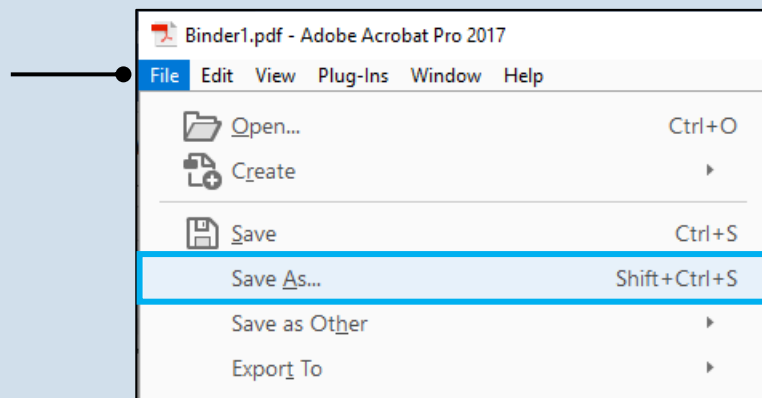 Binder1.pdf - Adobe Acrobat Pro 2017
File Edit View Plug-Ins Window Help
Open... Ctrl+O
Create
Save Ctrl+S
Save As... Shift+Ctrl+S
Save as Other
Export To